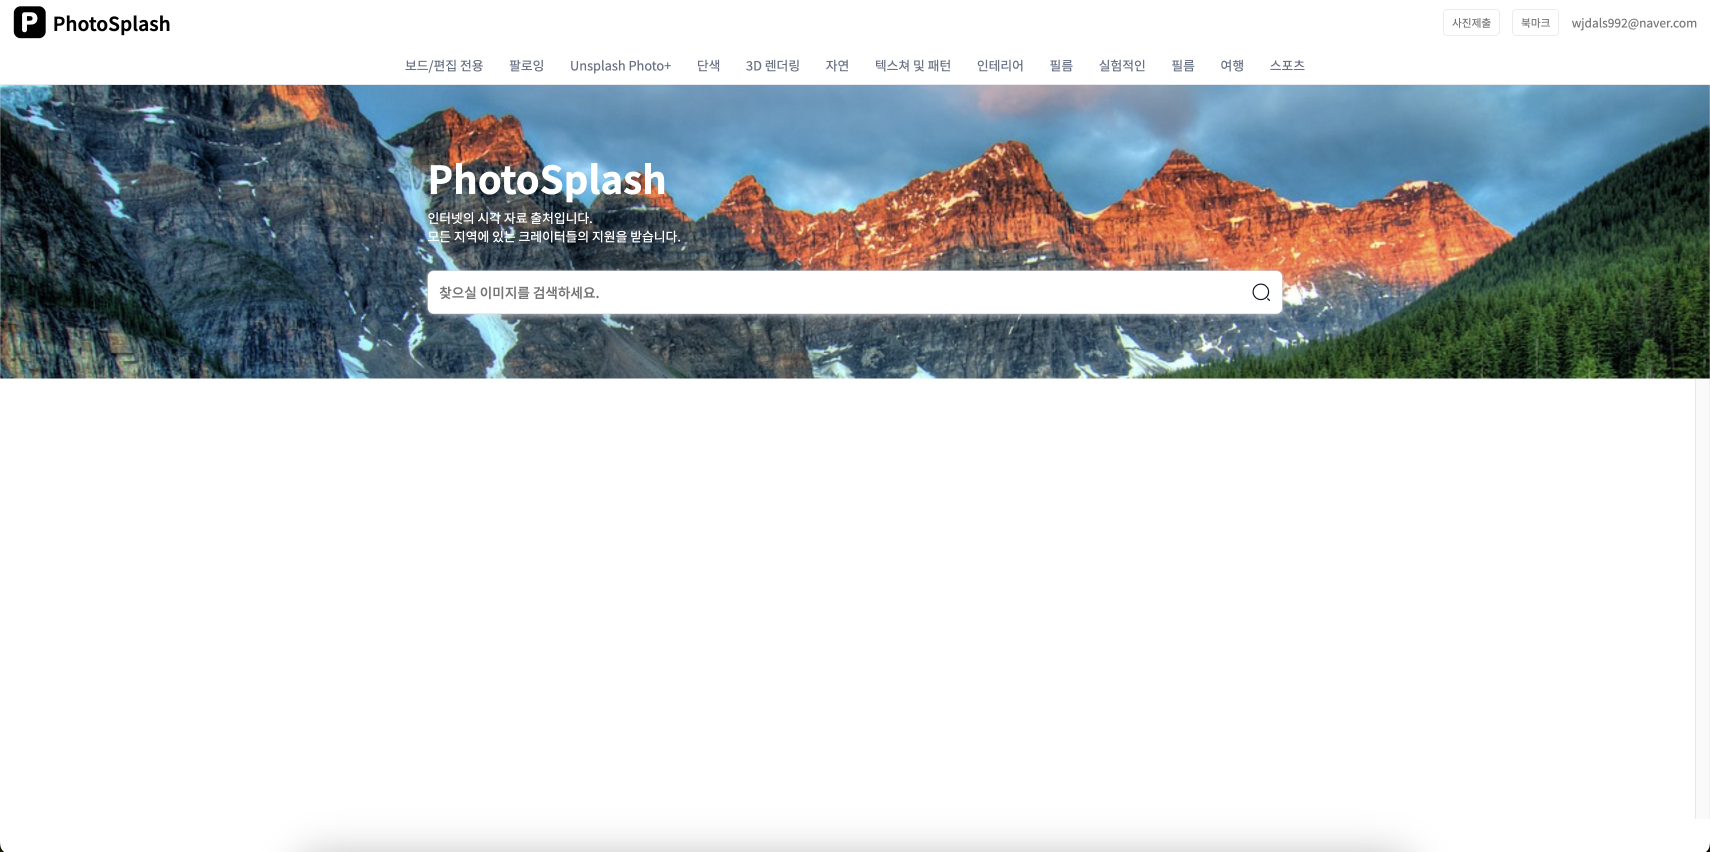 P PhotoSplash
사진제출 북마크 wjdals992@naver.com
보드/편집 전용 팔로잉 Unsplash Photo+ 단색 3D 렌더링 자연 텍스쳐 및 패턴 인테리어 필름 실험적인 필름 여행 스포츠
PhotoSplash
인터넷의 시각 자료 출처입니다.
모든 지역에 있는 크레이터들의 지원을 받습니다.
찾으실 이미지를 검색하세요.